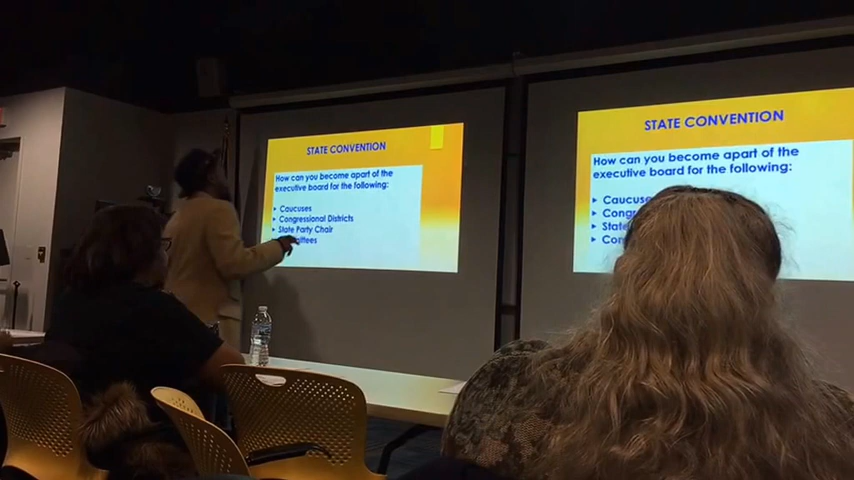 STATE CONVENTION
How can you become apart of the
executive board for the following:
Caucuses
Congressional Districts
State Party Chair
STATE CONVENTION
How can you become apart of the
executive board for the following: